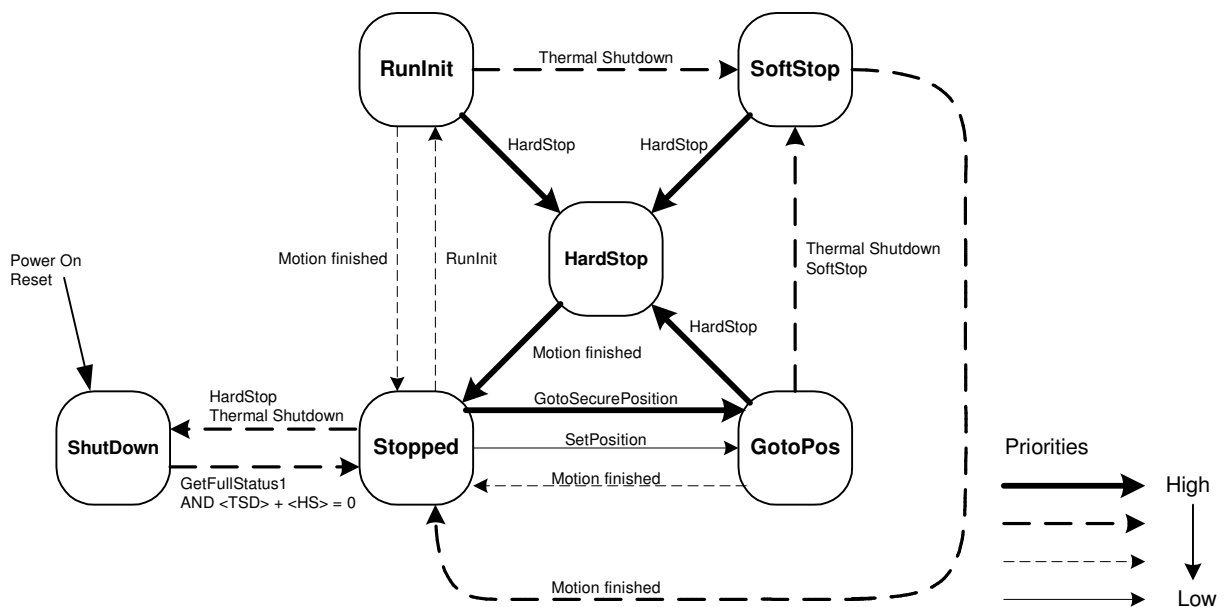 RunInit
Thermal Shutdown
SoftStop
HardStop
HardStop
HardStop
Power On
Reset
Motion finished
RunInit
Thermal Shutdown
SoftStop
HardStop
Motion finished
ShutDown
HardStop
Thermal Shutdown
GetFullStatus1
AND <TSD> + <HS> = 0
Stopped
GotoSecurePosition
SetPosition
Motion finished
GotoPos
Motion finished
Priorities
High
Low